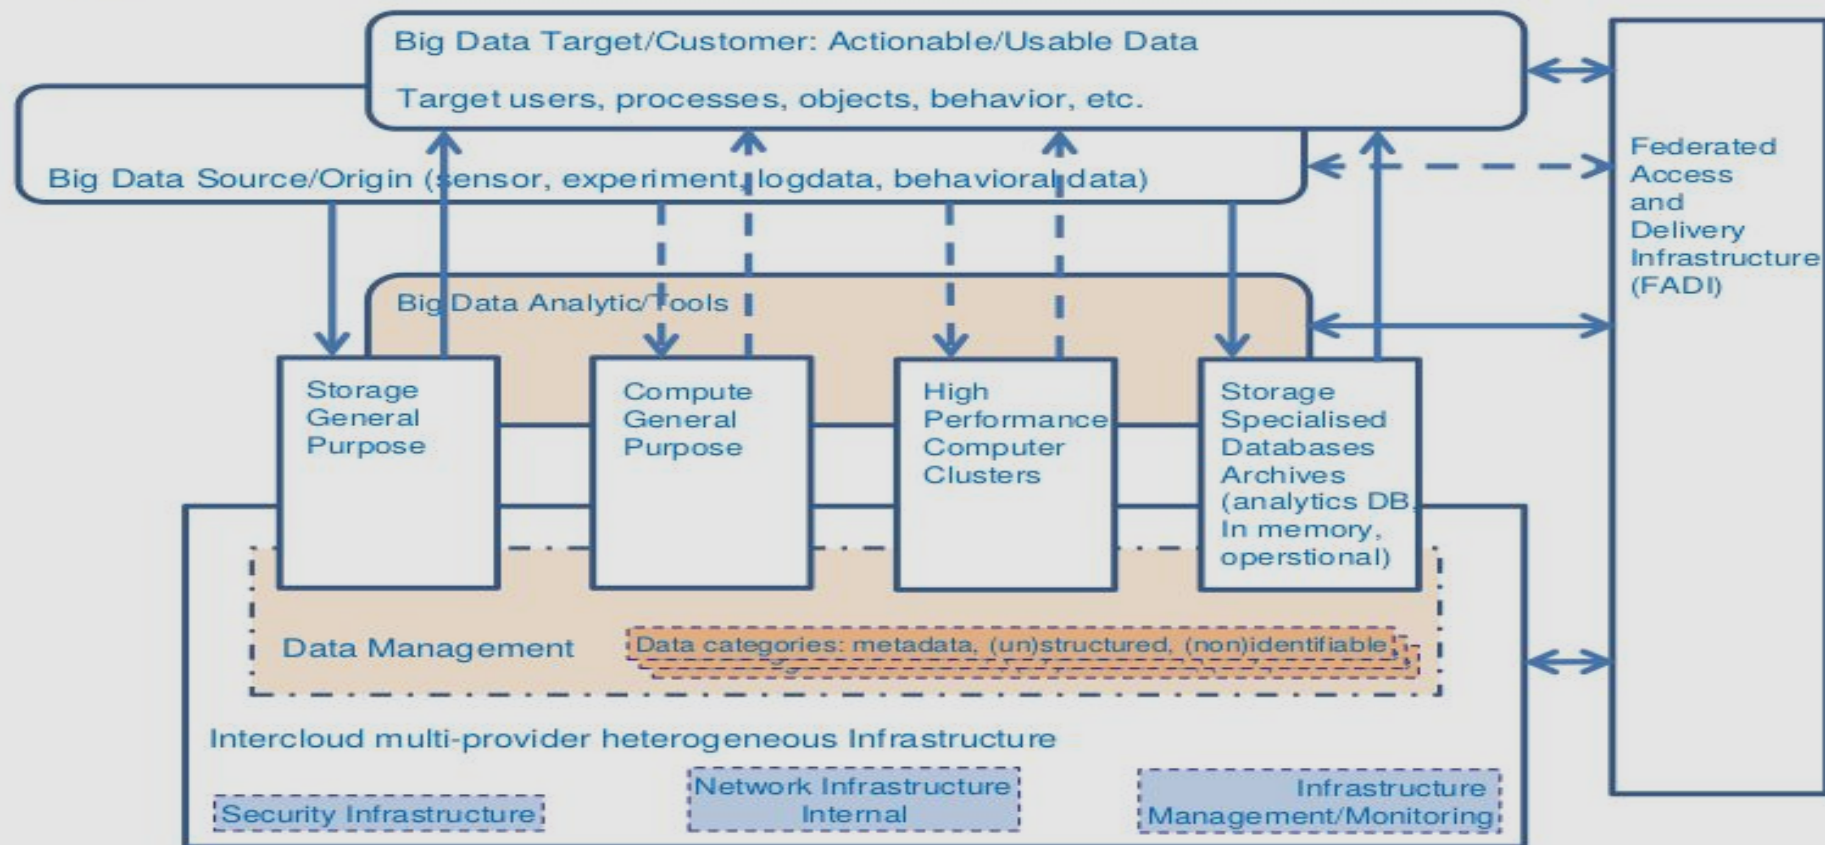 Big Data Target/Customer: Actionable/Usable Data
Target users, processes, objects, behavior, etc.
Big Data Source/Origin (sensor, experiment, logdata, behavioral data)
Federated
Access
and
Delivery
Infrastructure
(FADI)
Big Data Analytic/Tools
Storage
General
Purpose
Compute
General
Purpose
High
Performance
Computer
Clusters
Storage
Specialised
Databases
Archives
(analytics DB,
In memory,
operstional)
Data Management
Data categories: metadata, (un)structured, (non)identifiable
Intercloud multi-provider heterogeneous Infrastructure
Security Infrastructure
Network Infrastructure
Internal
Infrastructure
Management/Monitoring